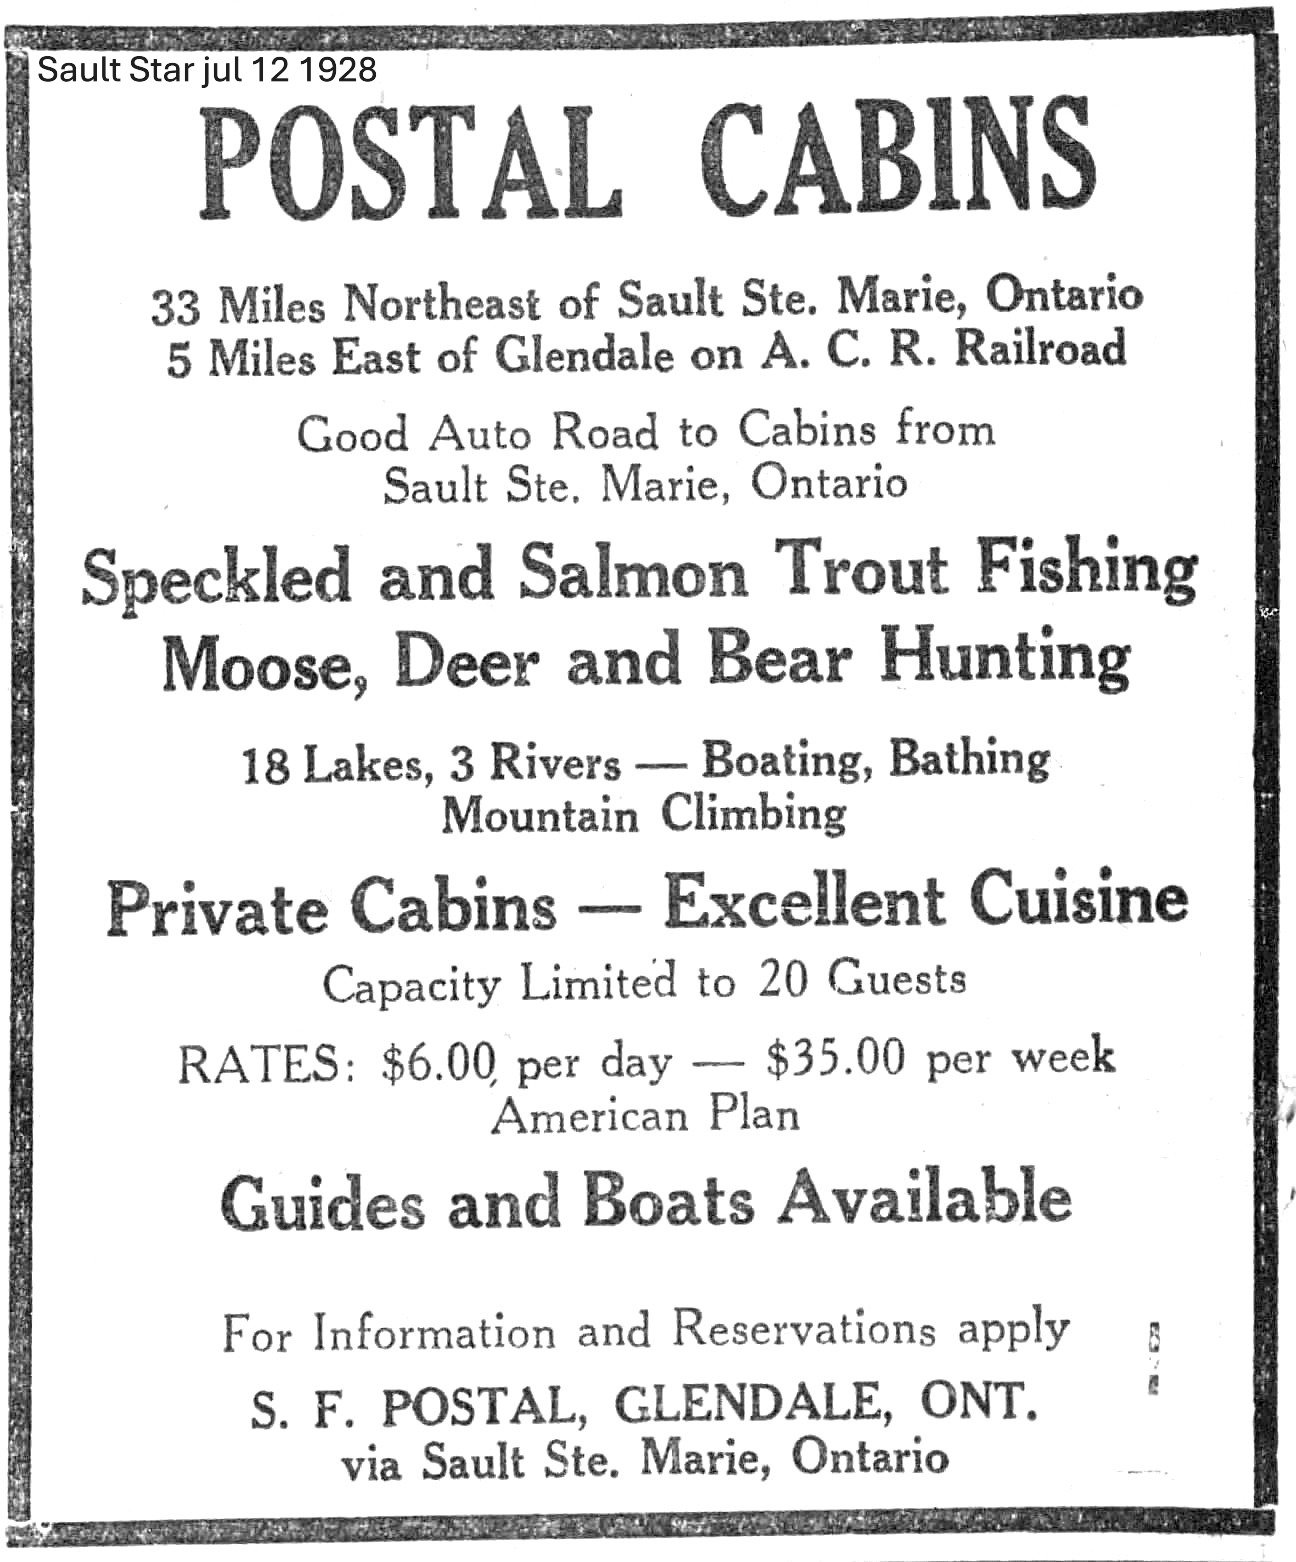 Sault Star jul 12 1928
POSTAL CABINS
33 Miles Northeast of Sault Ste. Marie, Ontario
5 Miles East of Glendale on A. C. R. Railroad
Good Auto Road to Cabins from
Sault Ste. Marie, Ontario
Speckled and Salmon Trout Fishing
Moose, Deer and Bear Hunting
18 Lakes, 3 Rivers — Boating, Bathing
Mountain Climbing
Private Cabins — Excellent Cuisine
Capacity Limited to 20 Guests
RATES: $6.00 per day — $35.00 per week
American Plan
Guides and Boats Available
For Information and Reservations apply
S. F. POSTAL, GLENDALE, ONT.
via Sault Ste. Marie, Ontario